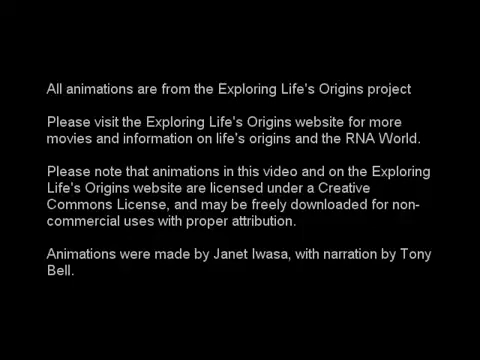 All animations are from the Exploring Life's Origins project
Please visit the Exploring Life's Origins website for more
movies and information on life's origins and the RNA World.
Please note that animations in this video and on the Exploring
Life's Origins website are licensed under a Creative
Commons License, and may be freely downloaded for non-
commercial uses with proper attribution.
Animations were made by Janet Iwasa, with narration by Tony
Bell.